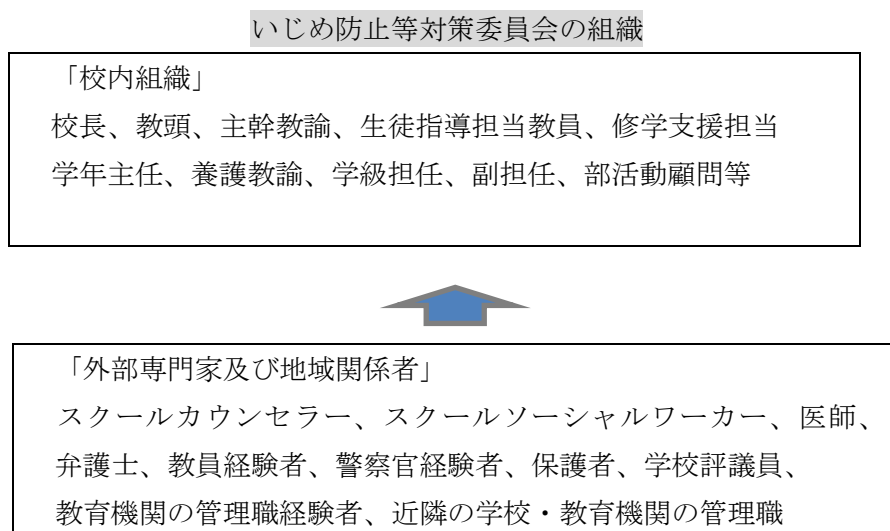 いじめ防止等対策委員会の組織
「校内組織」
校長、教頭、主幹教諭、生徒指導担当教員、修学支援担当
学年主任、養護教諭、学級担任、副担任、部活動顧問等
「外部専門家及び地域関係者」
スクールカウンセラー、スクールソーシャルワーカー、医師、
弁護士、教員経験者、警察官経験者、保護者、学校評議員、
教育機関の管理職経験者、近隣の学校・教育機関の管理職